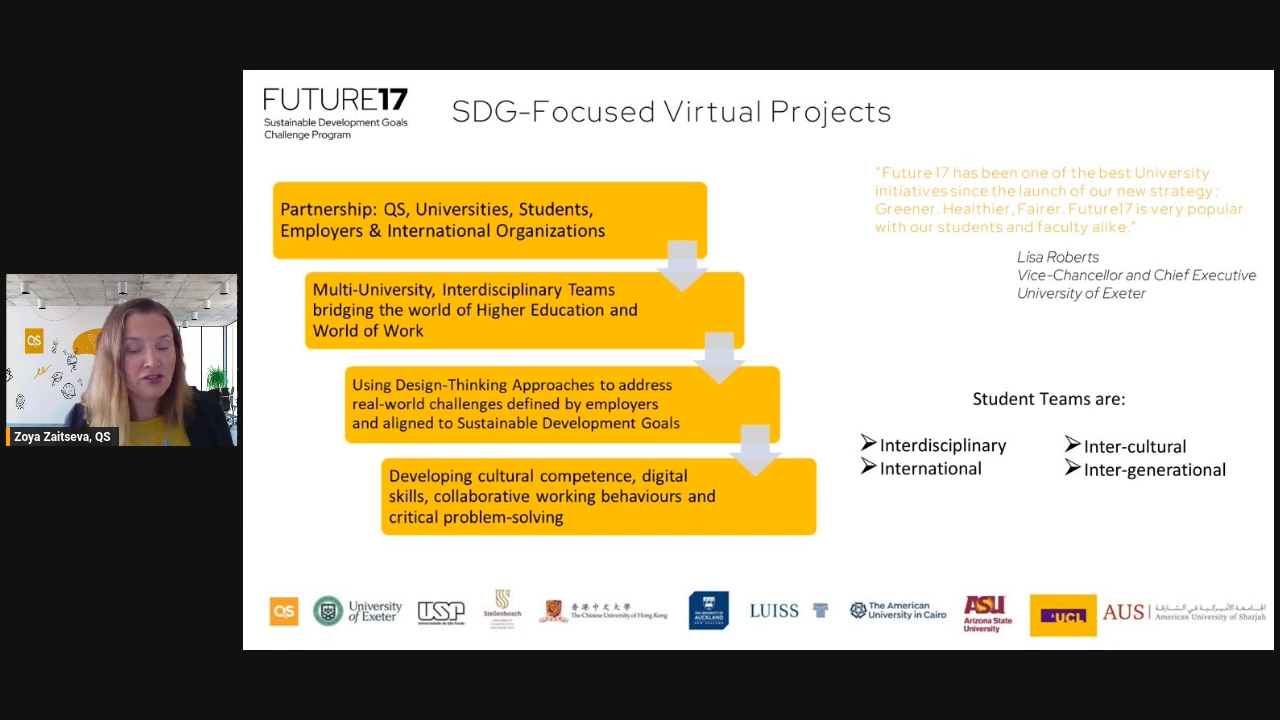 FUTURE17
Sustainable Development Goals
Challenge Program
SDG-Focused Virtual Projects
Partnership: QS, Universities, Students,
Employers & International Organizations
Multi-University, Interdisciplinary Teams
bridging the world of Higher Education and
World of Work
Using Design-Thinking Approaches to address
real-world challenges defined by employers
and aligned to Sustainable Development Goals
Developing cultural competence, digital
skills, collaborative working behaviours and
critical problem-solving
"Future 17 has been one of the best University
initiatives since the launch of our new strategy:
Greener. Healthier, Fairer. Future17 is very popular
with our students and faculty alike."
Lisa Roberts
Vice-Chancellor and Chief Executive
University of Exeter
Student Teams are:
Interdisciplinary
International
Inter-cultural
Inter-generational
QS
Zoya Zaitseva, QS
QS
University
of Exeter
USP
Universidade de São Paulo
Stellenbosch
UNIVERSITY
香港中文大學
The Chinese University of Hong Kong
THE UNIVERSITY OF
AUCKLAND
NEW ZEALAND
LUISS
The American
University in Cairo
ASU
Arizona State
University
UCL
AUS
الجامعة الأميركية في الشارقة
American University of Sharjah